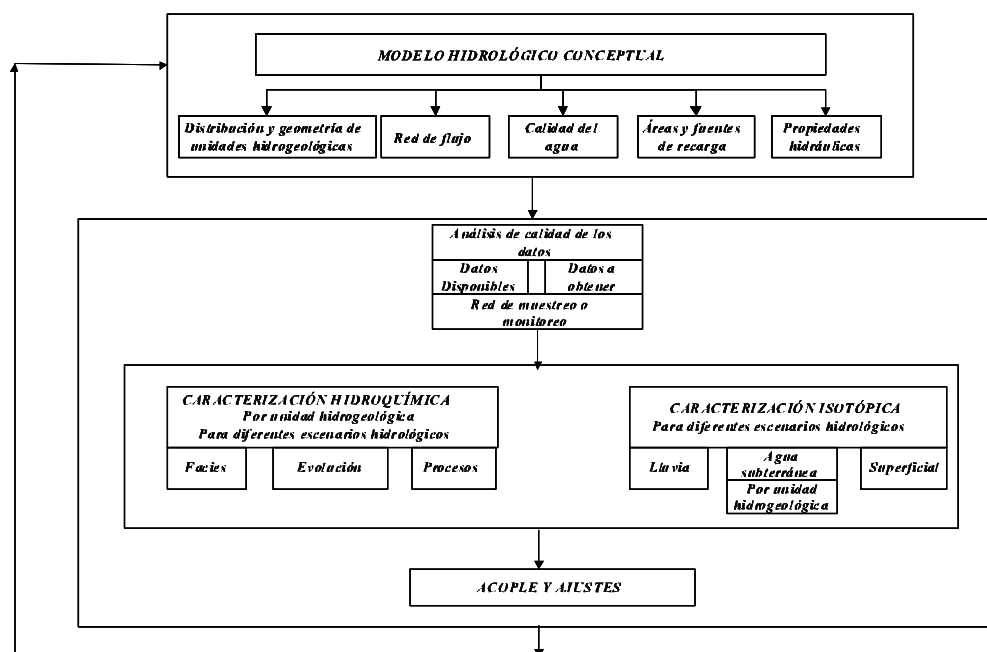 MODELO HIDROLÓGICO CONCEPTUAL
Distribución y geometría de
unidades hidrogeológicas
Red de flujo
Calidad del
agua
Áreas y fuentes
de recarga
Propiedades
hidráulicas
Análisis de calidad de los
datos
Datos
Disponibles
Datos a
obtener
Red de muestreo o
monitoreo
CARACTERIZACIÓN HIDROQUÍMICA
Por unidad hidrogeológica
Para diferentes escenarios hidrológicos
Facies
Evolución
Procesos
CARACTERIZACIÓN ISOTÓPICA
Para diferentes escenarios hidrológicos
Lluvia
Agua
subterránea
Por unidad
hidrogeológica
Superficial
ACOPLE Y AJUSTES